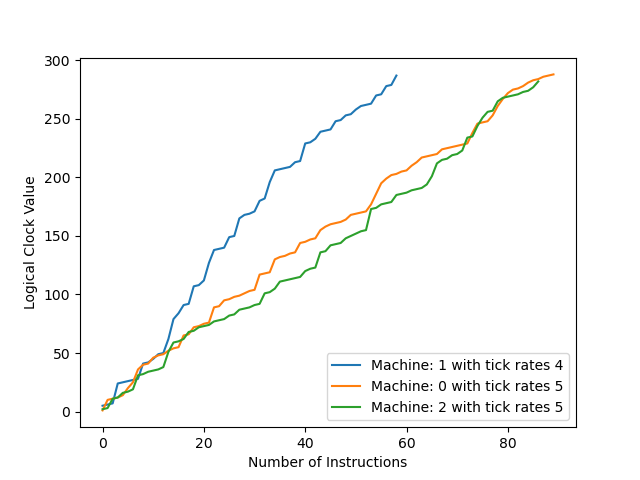 300
250
200
150
100
50
0
Logical Clock Value
Machine: 1 with tick rates 4
Machine: 0 with tick rates 5
Machine: 2 with tick rates 5
0 20 40 60 80
Number of Instructions